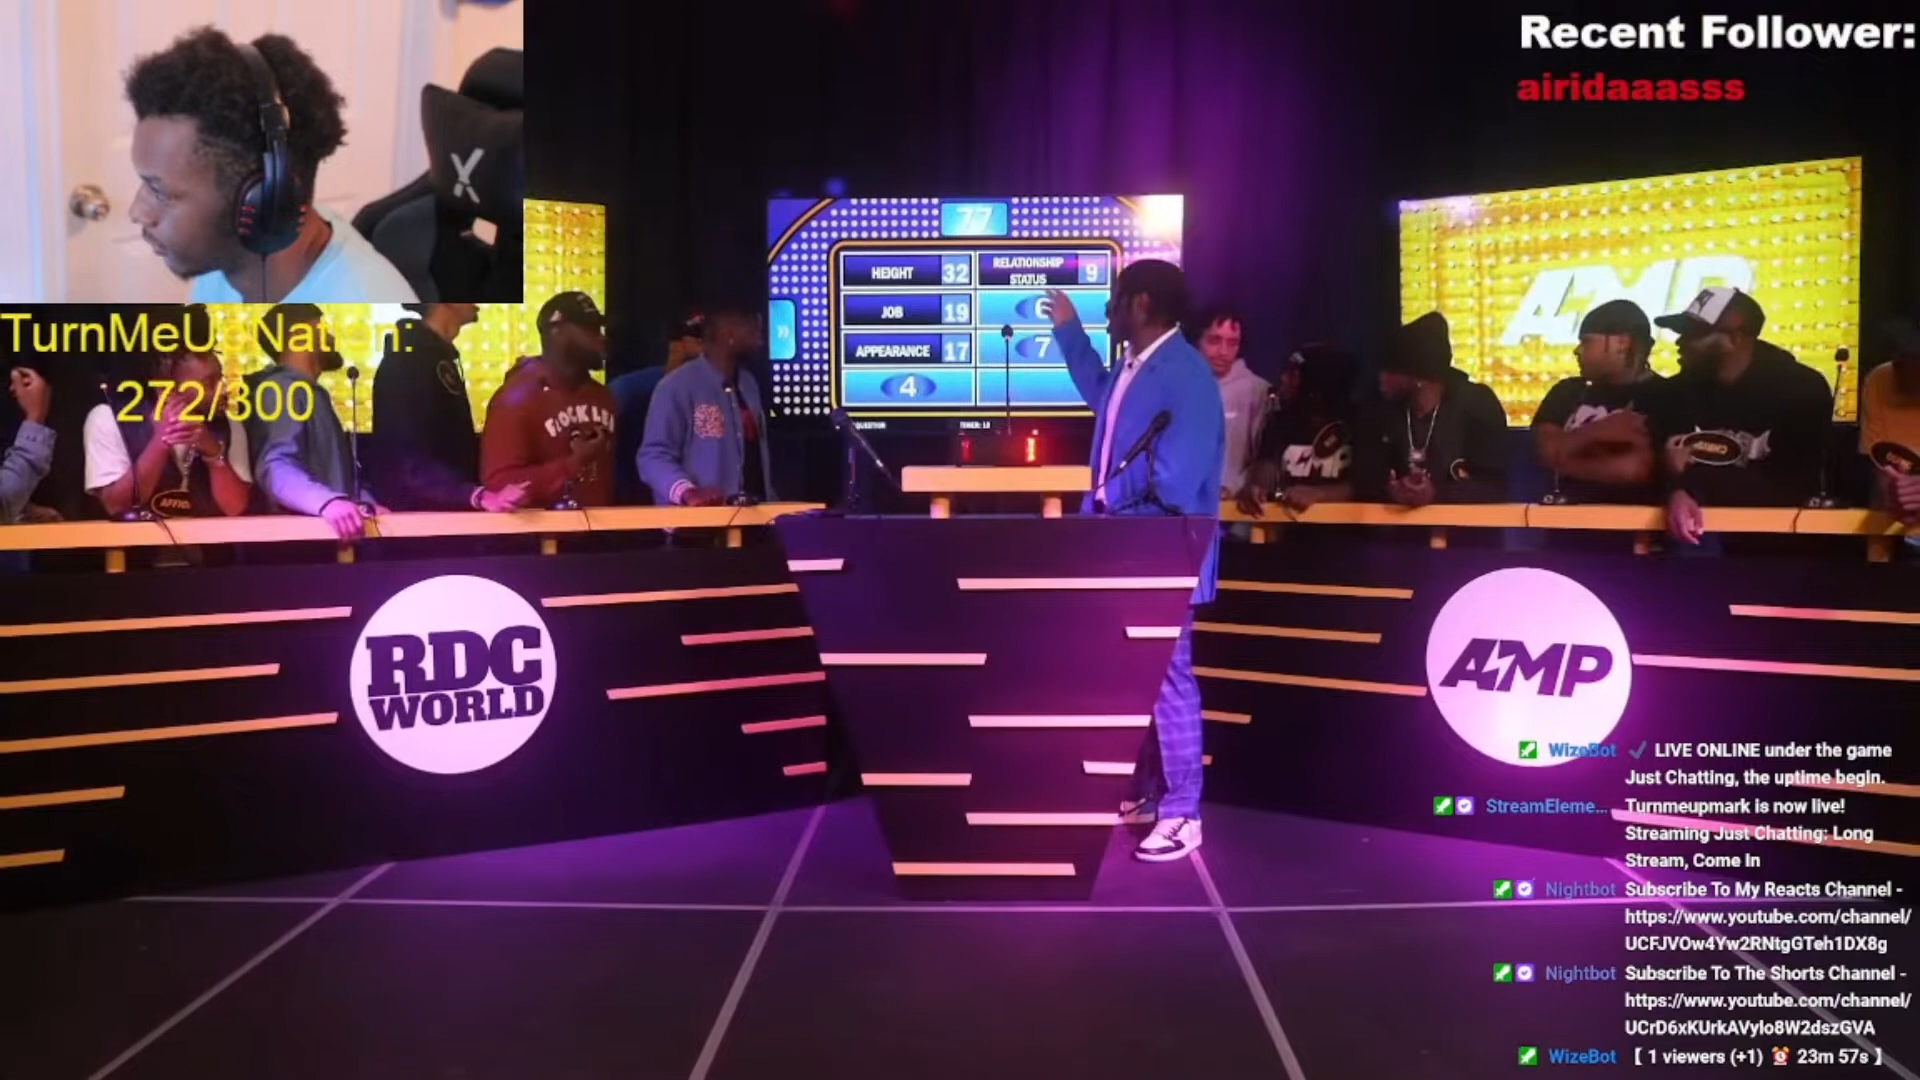 Recent Follower:
airidaaasss
TurnMeUpNation:
272/300
77
HEIGHT 32
RELATIONSHIP STATUS 9
JOB 19
6
APPEARANCE 17
7
4
QUESTION
AMP
FLOCK
AMP
RDC
WORLD
AMP
WizeBot ✓ LIVE ONLINE under the game
Just Chatting, the uptime begin.
StreamEleme... Turnmeupmark is now live!
Streaming Just Chatting: Long
Stream, Come In
Nightbot Subscribe To My Reacts Channel -
https://www.youtube.com/channel/
UCFJVOw4Yw2RNtgGTeh1DX8g
Nightbot Subscribe To The Shorts Channel -
https://www.youtube.com/channel/
UCrD6xKUrkAVylo8W2dszGVA
WizeBot 【 1 viewers (+1) ⏰ 23m 57s 】